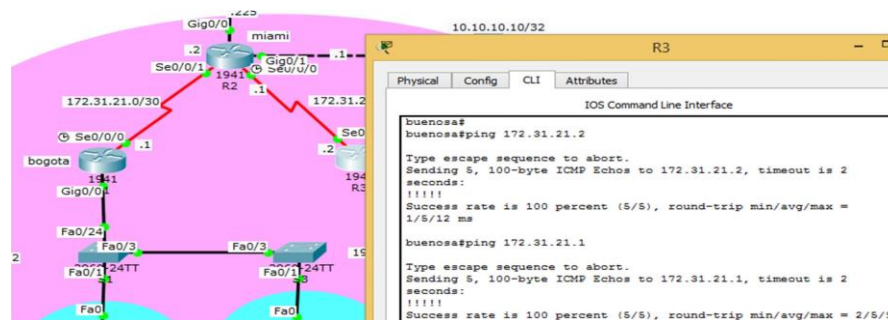 .225
Gig0/0
miami
10.10.10.10/32
.2
Gig0/1
.1
Se0/0/1
1941
Se0/0/0
R2
.1
172.31.21.0/30
172.31.2
Se0/0/0
.1
Se0
.2
bogota
1941
194
R3
Gig0/0
Fa0/24
Fa0/3
Fa0/3
2
19
-24TT
-24TT
Fa0/1
Fa0/1
Fa0
Fa0
R3
Physical
Config
CLI
Attributes
IOS Command Line Interface
buenosa#
buenosa#ping 172.31.21.2
Type escape sequence to abort.
Sending 5, 100-byte ICMP Echos to 172.31.21.2, timeout is 2
seconds:
!!!!!
Success rate is 100 percent (5/5), round-trip min/avg/max =
1/5/12 ms
buenosa#ping 172.31.21.1
Type escape sequence to abort.
Sending 5, 100-byte ICMP Echos to 172.31.21.1, timeout is 2
seconds:
!!!!!
Success rate is 100 percent (5/5), round-trip min/avg/max = 2/5/